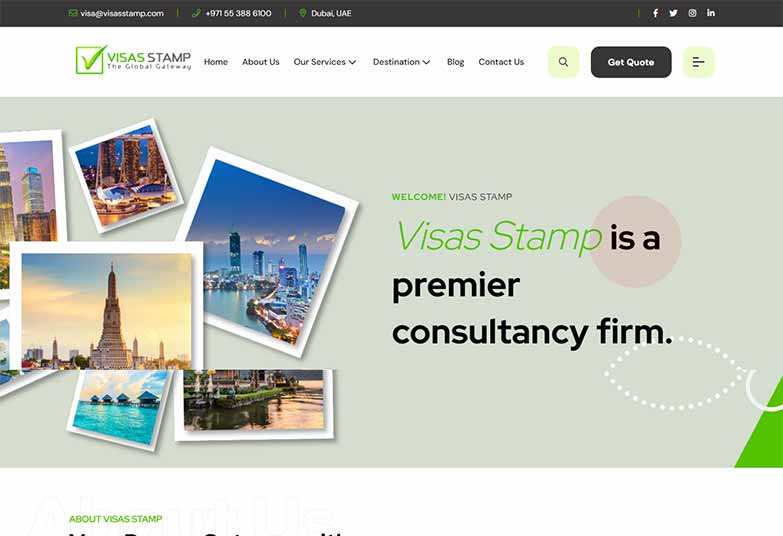 visa@visasstamp.com
+971 55 388 6100
Dubai, UAE
VISAS STAMP
The Global Gateway
Home
About Us
Our Services
Destination
Blog
Contact Us
Get Quote
WELCOME! VISAS STAMP
Visas Stamp is a
premier
consultancy firm.
About Us
ABOUT VISAS STAMP